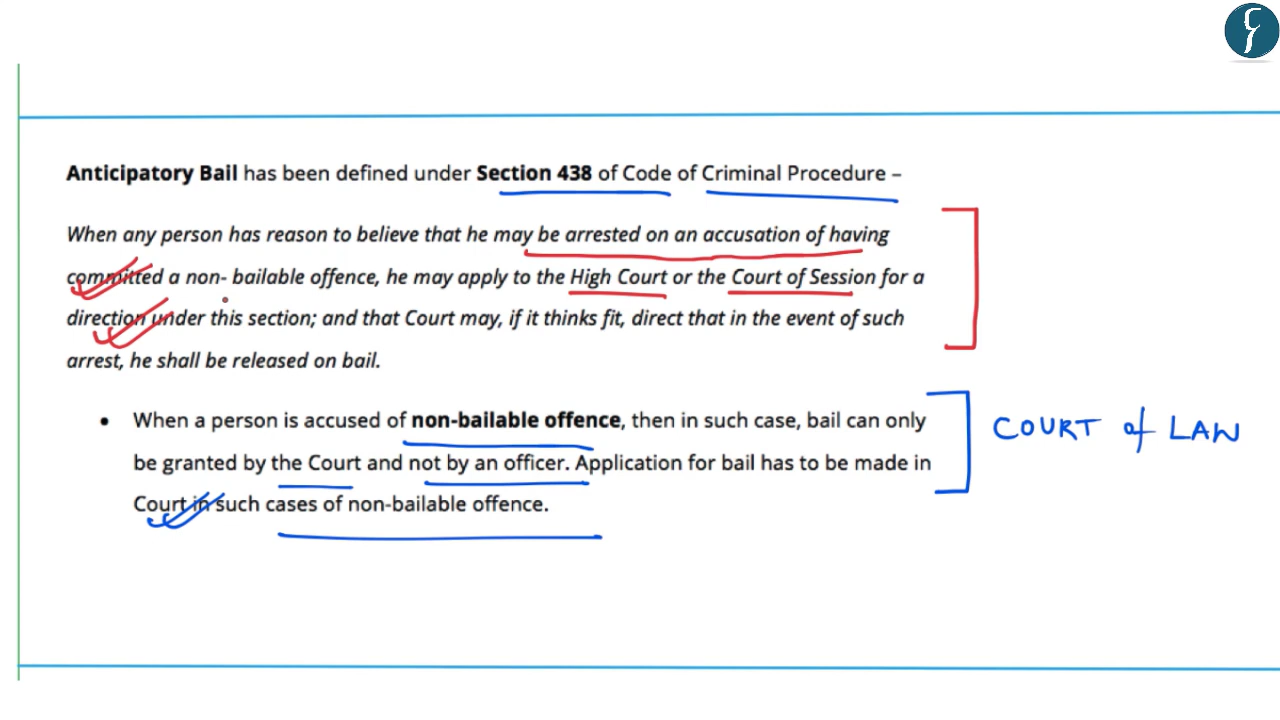 Anticipatory Bail has been defined under Section 438 of Code of Criminal Procedure –
When any person has reason to believe that he may be arrested on an accusation of having
committed a non- bailable offence, he may apply to the High Court or the Court of Session for a
direction under this section; and that Court may, if it thinks fit, direct that in the event of such
arrest, he shall be released on bail.
• When a person is accused of non-bailable offence, then in such case, bail can only
be granted by the Court and not by an officer. Application for bail has to be made in
Court in such cases of non-bailable offence.
COURT of LAW